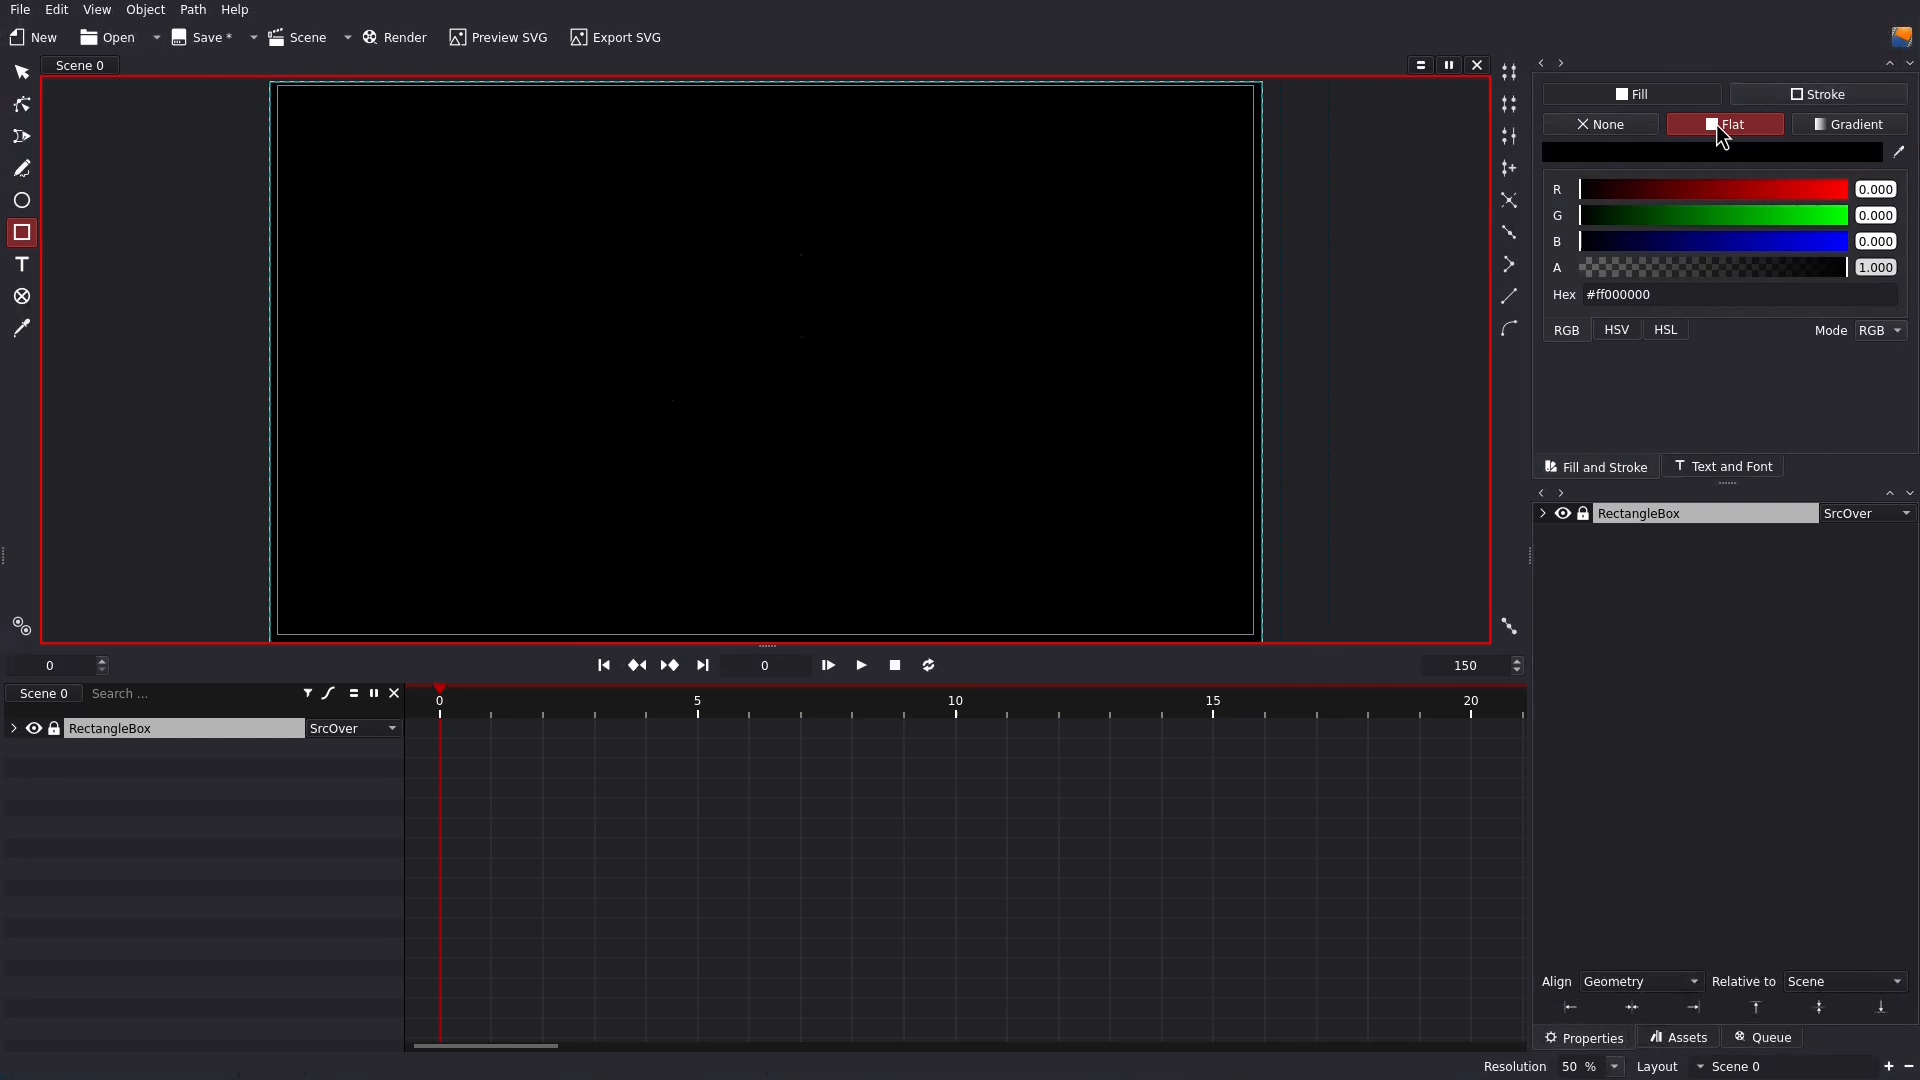 File Edit View Object Path Help
New Open Save * Scene Render Preview SVG Export SVG
Scene 0
Fill Stroke
None Flat Gradient
R 0.000
G 0.000
B 0.000
A 1.000
Hex #ff000000
RGB HSV HSL Mode RGB
Fill and Stroke Text and Font
RectangleBox SrcOver
0 0 150
Scene 0 Search ... 0 5 10 15 20
RectangleBox SrcOver
Align Geometry Relative to Scene
Properties Assets Queue
Resolution 50 % Layout Scene 0